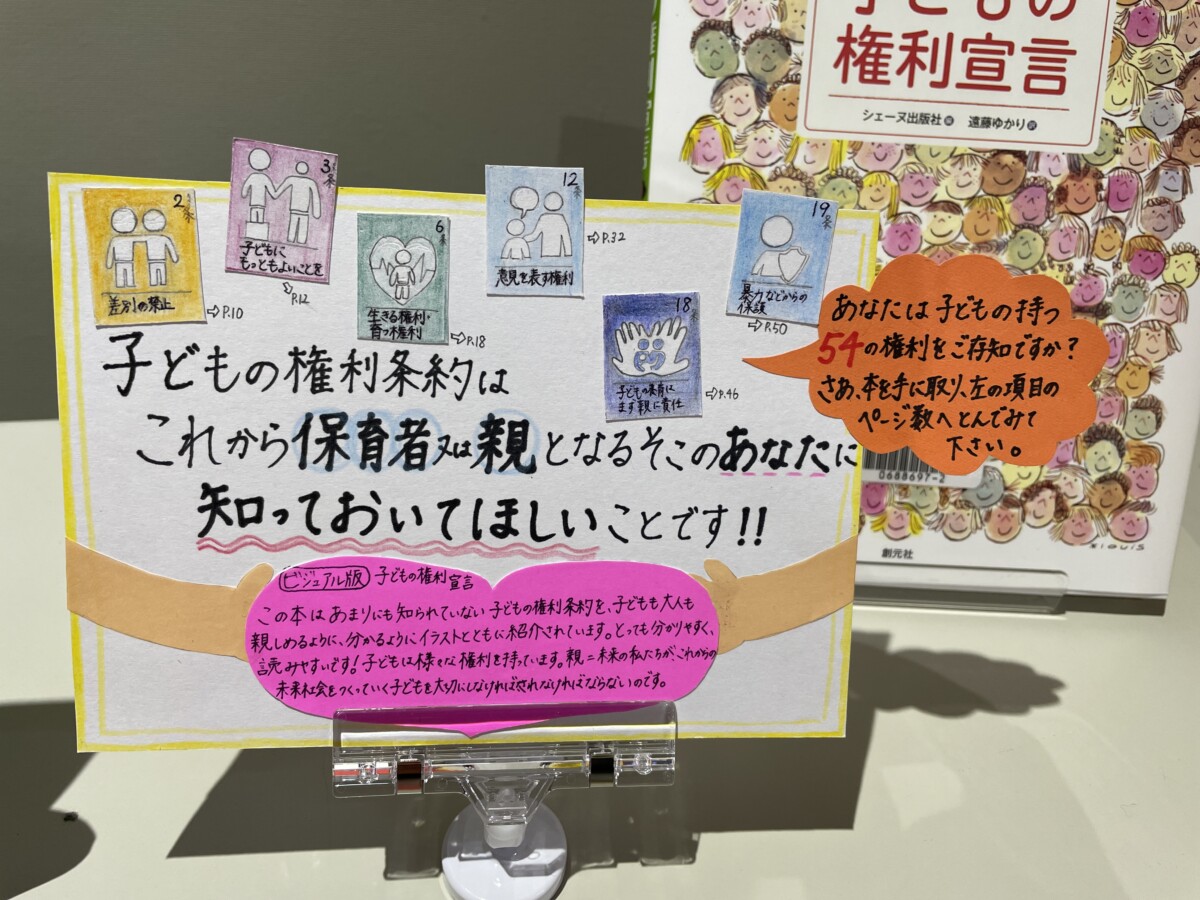 子どもの
権利宣言
シェーヌ出版社 編 遠藤ゆかり 訳
2条
差別の禁止
⇨P.10
3条
子どもに
もっともよいことを
⇨P.12
6条
生きる権利・
育つ権利
⇨P.18
12条
意見を表す権利
⇨P.32
18条
子どもの保育は
まず親に責任
⇨P.46
19条
暴力などからの
保護
⇨P.50
あなたは子どもの持つ
54の権利をご存知ですか?
さあ、本を手に取り、左の項目の
ページ数へとんでみて
下さい。
子どもの権利条約は
これから保育者又は親となるそこのあなたに
知っておいてほしいことです!!
ビジュアル版 子どもの権利宣言
この本はあまりにも知られていない子どもの権利条約を、子どもも大人も
親しめるように、分かるようにイラストとともに紹介されています。とっても分かりやすく、
読みやすいです!子どもは様々な権利を持っています。親=未来の私たちが、これからの
未来社会をつくっていく子どもを大切にしなければされなければならないのです。
0688697-2
創元社